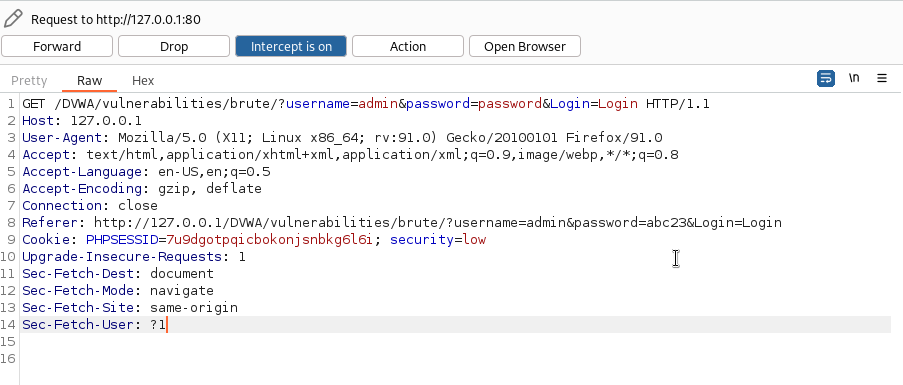 Request to http://127.0.0.1:80
Forward Drop Intercept is on Action Open Browser
Pretty Raw Hex \n
1 GET /DVWA/vulnerabilities/brute/?username=admin&password=password&Login=Login HTTP/1.1
2 Host: 127.0.0.1
3 User-Agent: Mozilla/5.0 (X11; Linux x86_64; rv:91.0) Gecko/20100101 Firefox/91.0
4 Accept: text/html,application/xhtml+xml,application/xml;q=0.9,image/webp,*/*;q=0.8
5 Accept-Language: en-US,en;q=0.5
6 Accept-Encoding: gzip, deflate
7 Connection: close
8 Referer: http://127.0.0.1/DVWA/vulnerabilities/brute/?username=admin&password=abc23&Login=Login
9 Cookie: PHPSESSID=7u9dgotpqicbokonjsnbkg6l6i; security=low
10 Upgrade-Insecure-Requests: 1
11 Sec-Fetch-Dest: document
12 Sec-Fetch-Mode: navigate
13 Sec-Fetch-Site: same-origin
14 Sec-Fetch-User: ?1
15
16